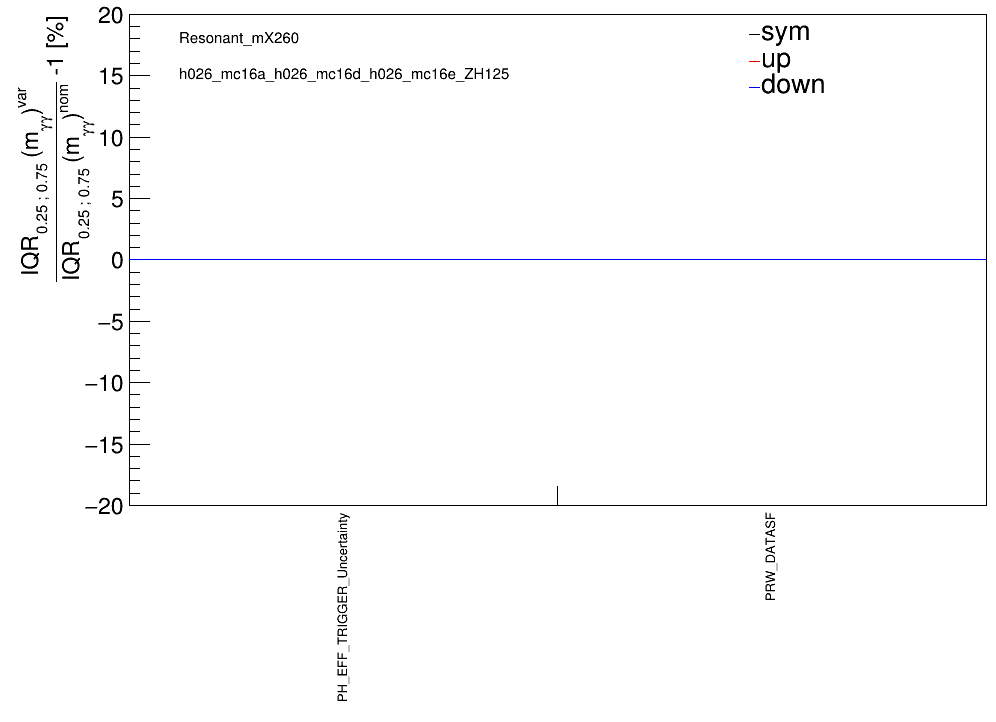 IQR0.25 ; 0.75 (mγγ)var
IQR0.25 ; 0.75 (mγγ)nom
-1 [%]
20
15
10
5
0
−5
−10
−15
−20
Resonant_mX260
h026_mc16a_h026_mc16d_h026_mc16e_ZH125
sym
up
down
PH_EFF_TRIGGER_Uncertainty
PRW_DATASF